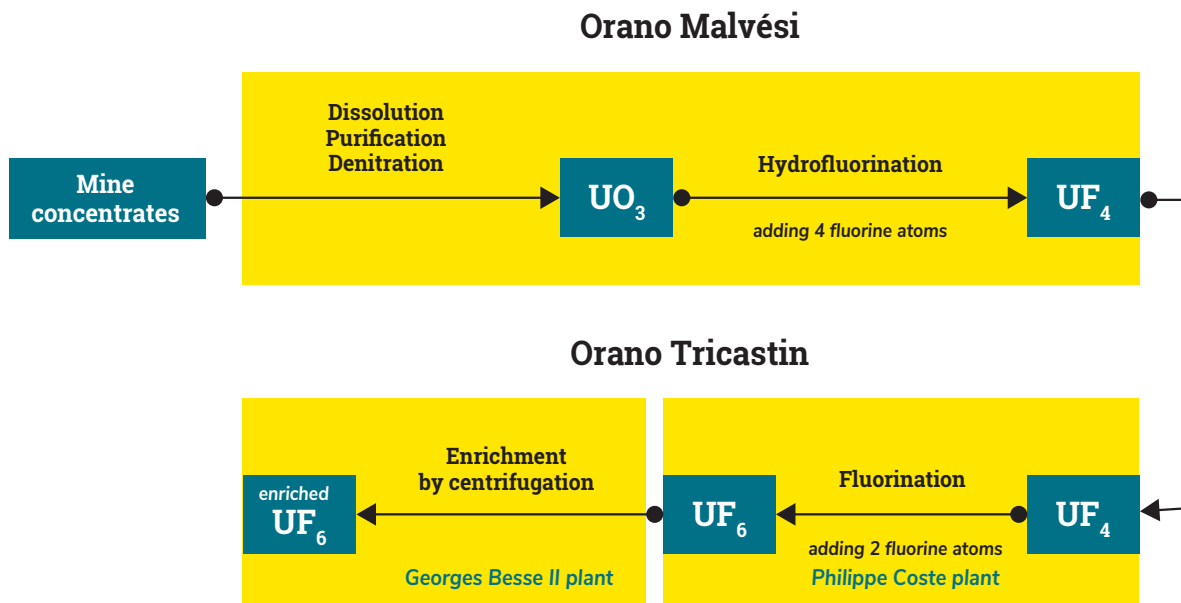 Orano Malvési
Dissolution
Purification
Denitration
Mine
concentrates
UO₃
Hydrofluorination
adding 4 fluorine atoms
UF₄
Orano Tricastin
enriched
UF₆
Enrichment
by centrifugation
Georges Besse II plant
UF₆
Fluorination
adding 2 fluorine atoms
Philippe Coste plant
UF₄